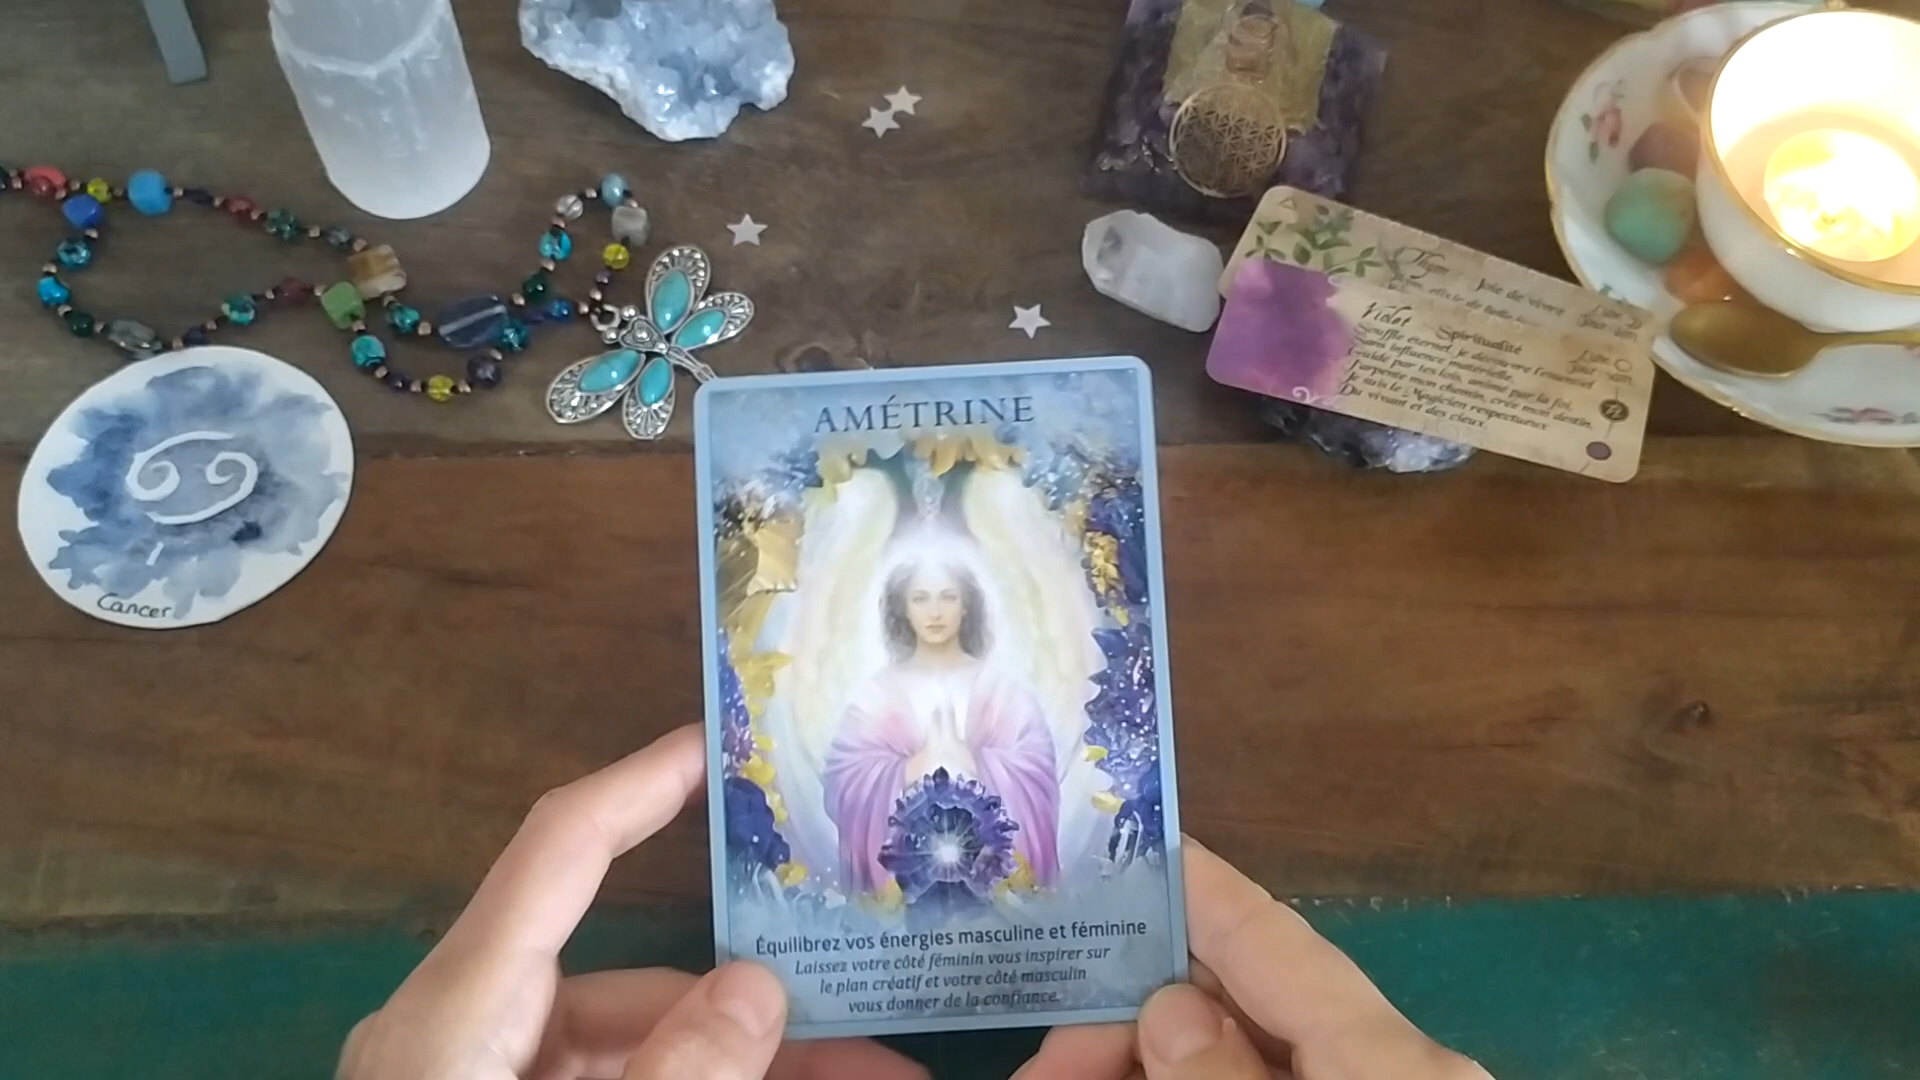 AMÉTRINE
Équilibrez vos énergies masculine et féminine
Laissez votre côté féminin vous inspirer sur
le plan créatif et votre côté masculin
vous donner de la confiance.
Cancer
Thym Joie de vivre
Violet Spiritualité
Souffle éternel, je découvre l'essentiel
Sans influence matérielle.
Guidé par tes lois, animé par la foi,
J'arpente mon chemin, crée mon destin.
Je suis le Magicien respectueux
Du vivant et des cieux.